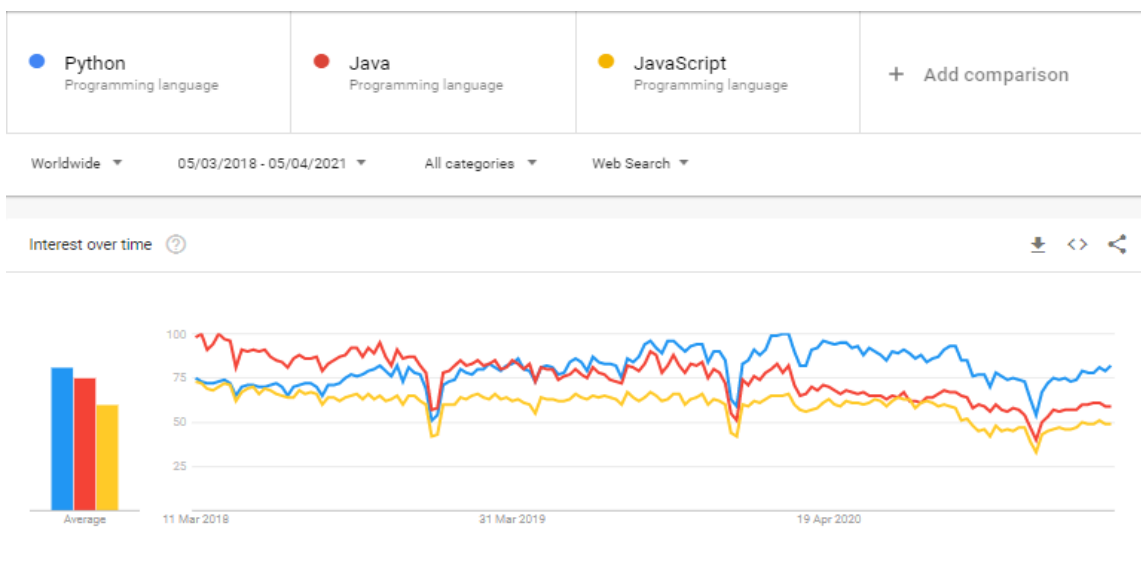 Python
Programming language
Java
Programming language
JavaScript
Programming language
+ Add comparison
Worldwide
05/03/2018 - 05/04/2021
All categories
Web Search
Interest over time ?
100
75
50
25
Average
11 Mar 2018
31 Mar 2019
19 Apr 2020